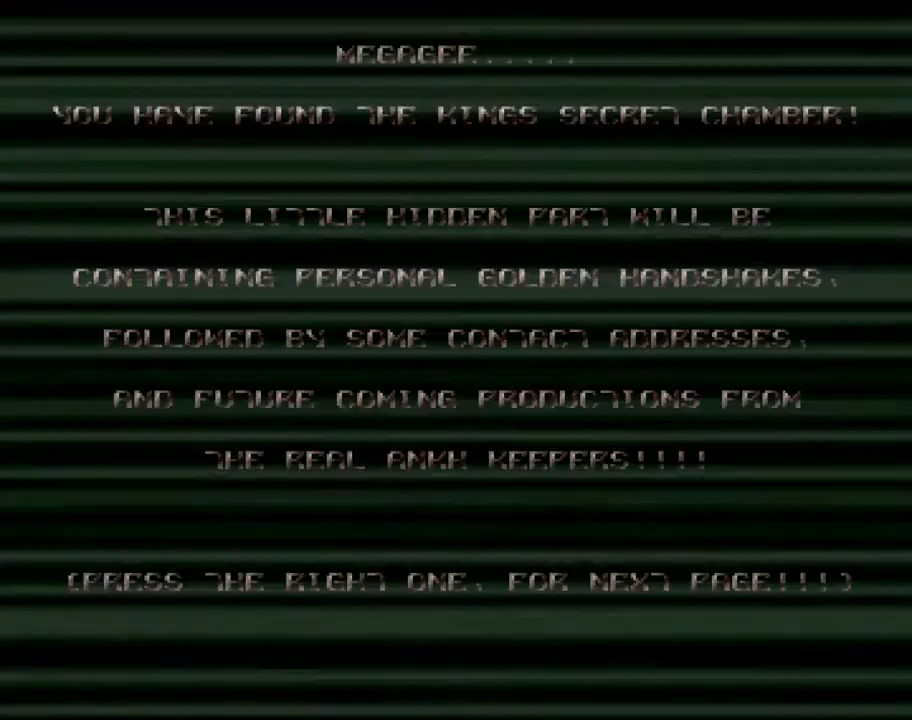 MEGAGEE.....
YOU HAVE FOUND THE KINGS SECRET CHAMBER!
THIS LITTLE HIDDEN PART WILL BE
CONTAINING PERSONAL GOLDEN HANDSHAKES,
FOLLOWED BY SOME CONTACT ADDRESSES,
AND FUTURE COMING PRODUCTIONS FROM
THE REAL ANKH KEEPERS!!!!
(PRESS THE RIGHT ONE, FOR NEXT PAGE!!!)